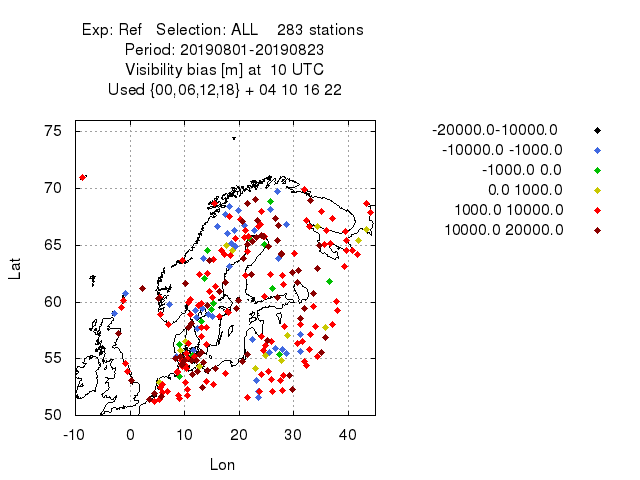 Exp: Ref   Selection: ALL    283 stations
Period: 20190801-20190823
Visibility bias [m] at  10 UTC
Used {00,06,12,18} + 04 10 16 22
-20000.0-10000.0
-10000.0 -1000.0
-1000.0 0.0
0.0 1000.0
1000.0 10000.0
10000.0 20000.0
75
70
65
60
55
50
Lat
-10 0 10 20 30 40
Lon